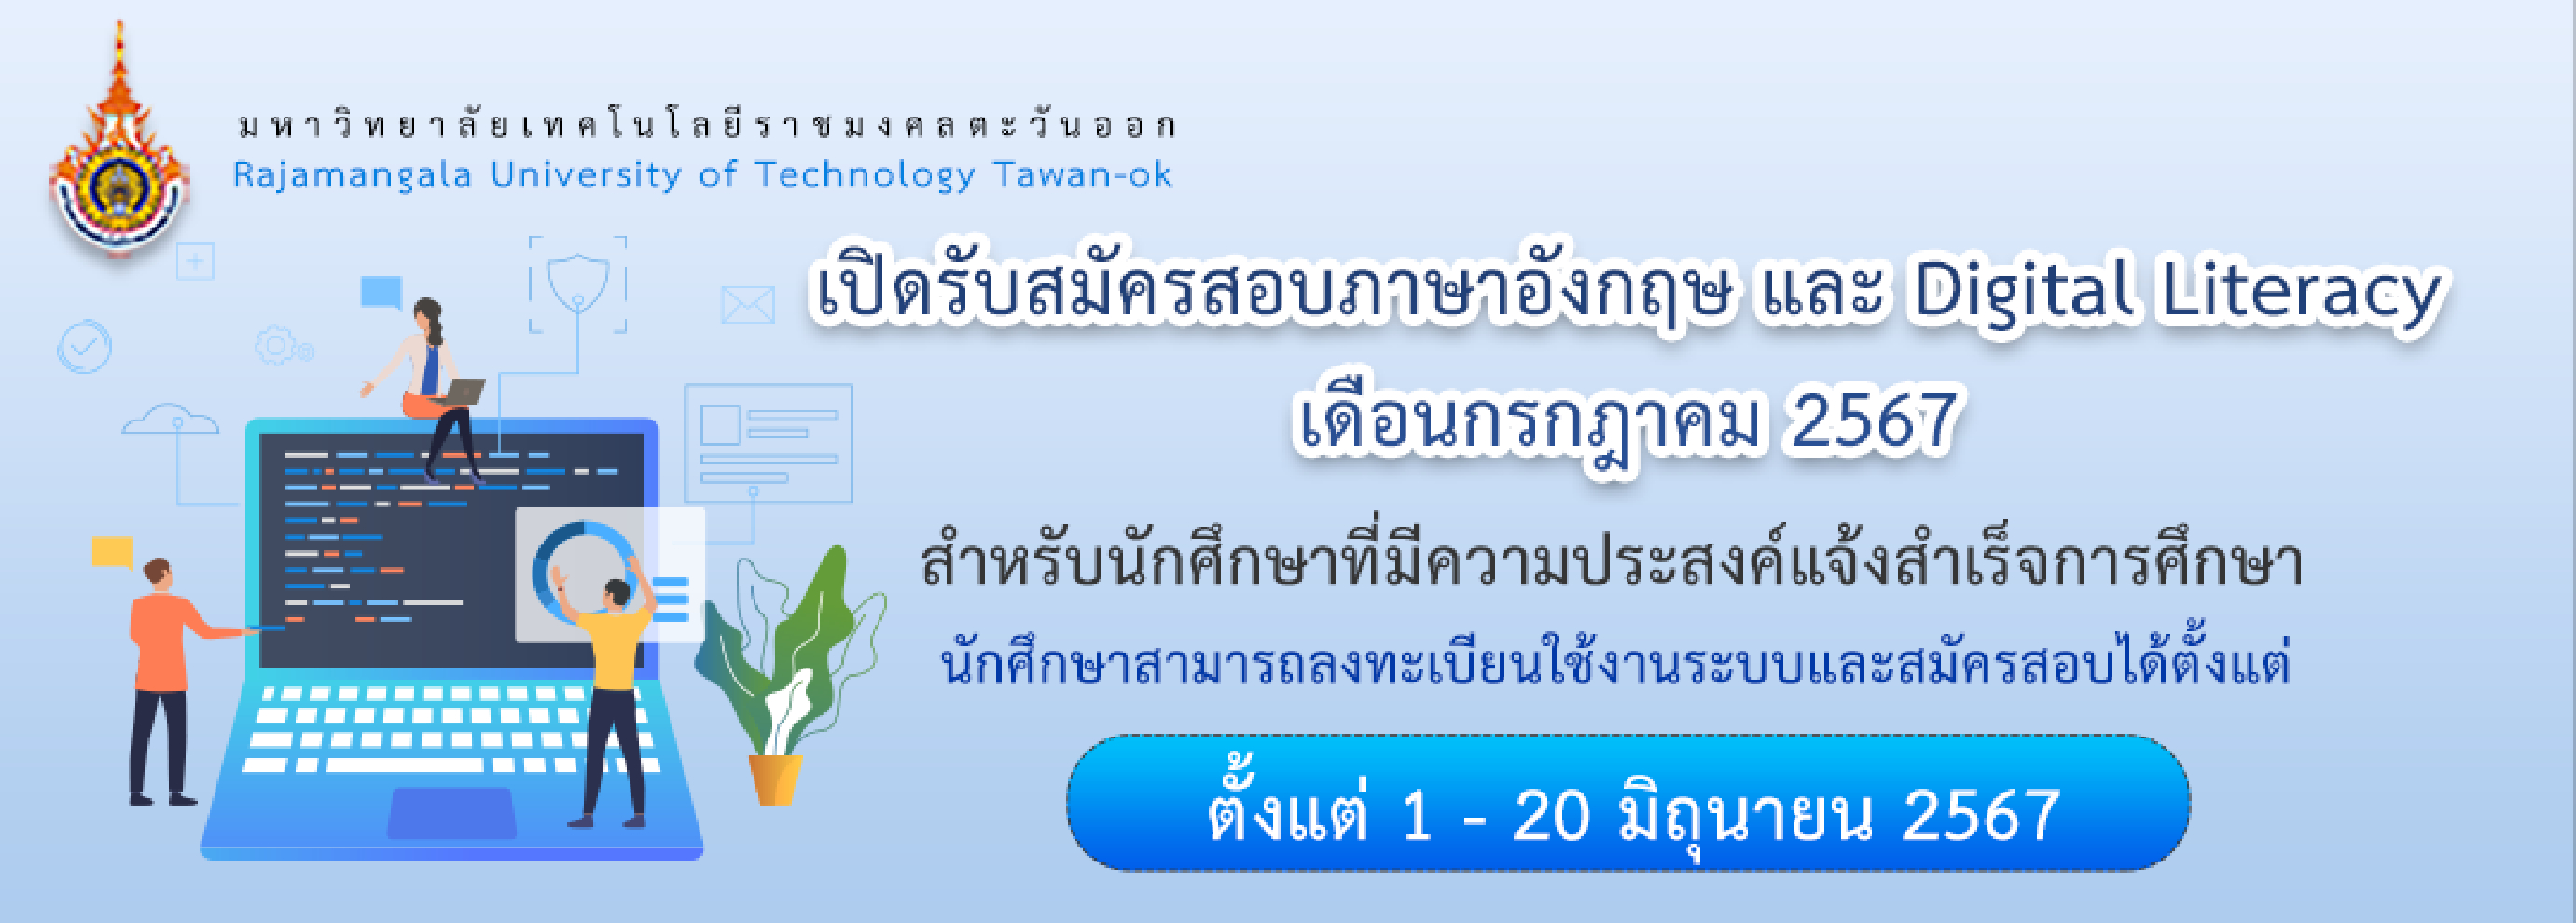 มหาวิทยาลัยเทคโนโลยีราชมงคลตะวันออก
Rajamangala University of Technology Tawan-ok
เปิดรับสมัครสอบภาษาอังกฤษ และ Digital Literacy
เดือนกรกฎาคม 2567
สำหรับนักศึกษาที่มีความประสงค์แจ้งสำเร็จการศึกษา
นักศึกษาสามารถลงทะเบียนใช้งานระบบและสมัครสอบได้ตั้งแต่
ตั้งแต่ 1 - 20 มิถุนายน 2567